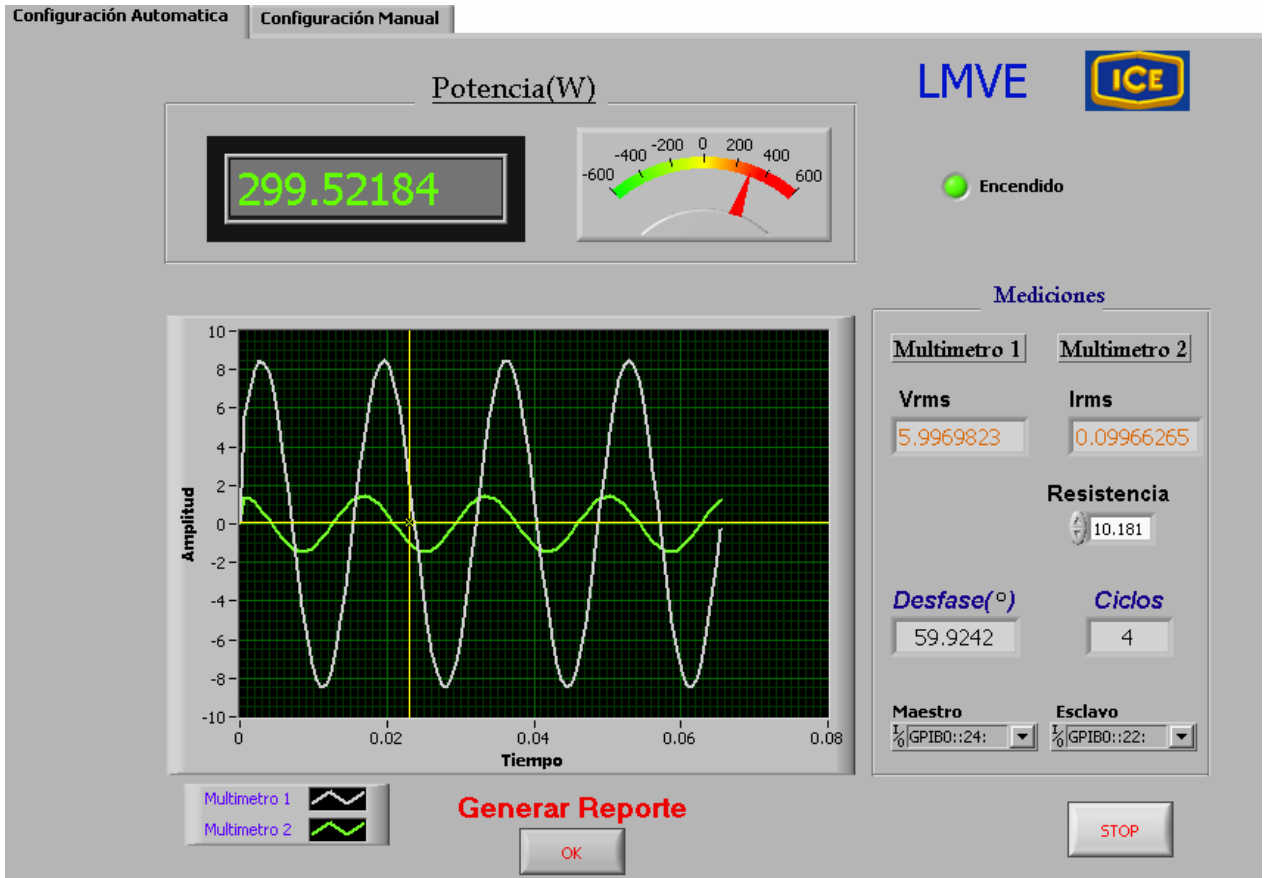 Configuración Automatica
Configuración Manual
Potencia(W)
LMVE
ICE
299.52184
-600
-400
-200
0
200
400
600
Encendido
Mediciones
Multimetro 1
Multimetro 2
Vrms
Irms
5.9969823
0.09966265
Resistencia
10.181
Desfase(°)
Ciclos
59.9242
4
Maestro
Esclavo
I/0 GPIB0::24:
I/0 GPIB0::22:
Amplitud
10
8
6
4
2
0
-2
-4
-6
-8
-10
0
0.02
0.04
0.06
0.08
Tiempo
Multimetro 1
Multimetro 2
Generar Reporte
OK
STOP